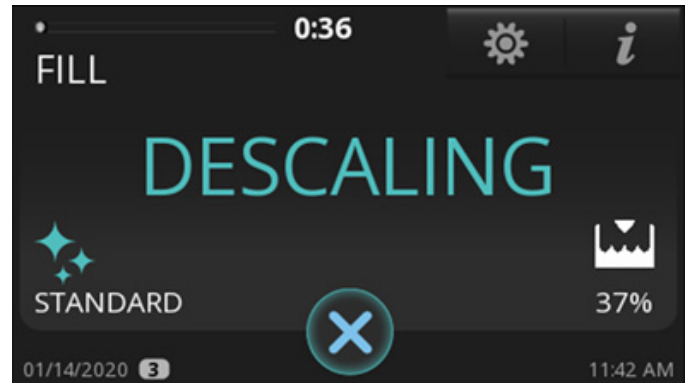 0:36
FILL
DESCALING
STANDARD
37%
01/14/2020 3
11:42 AM